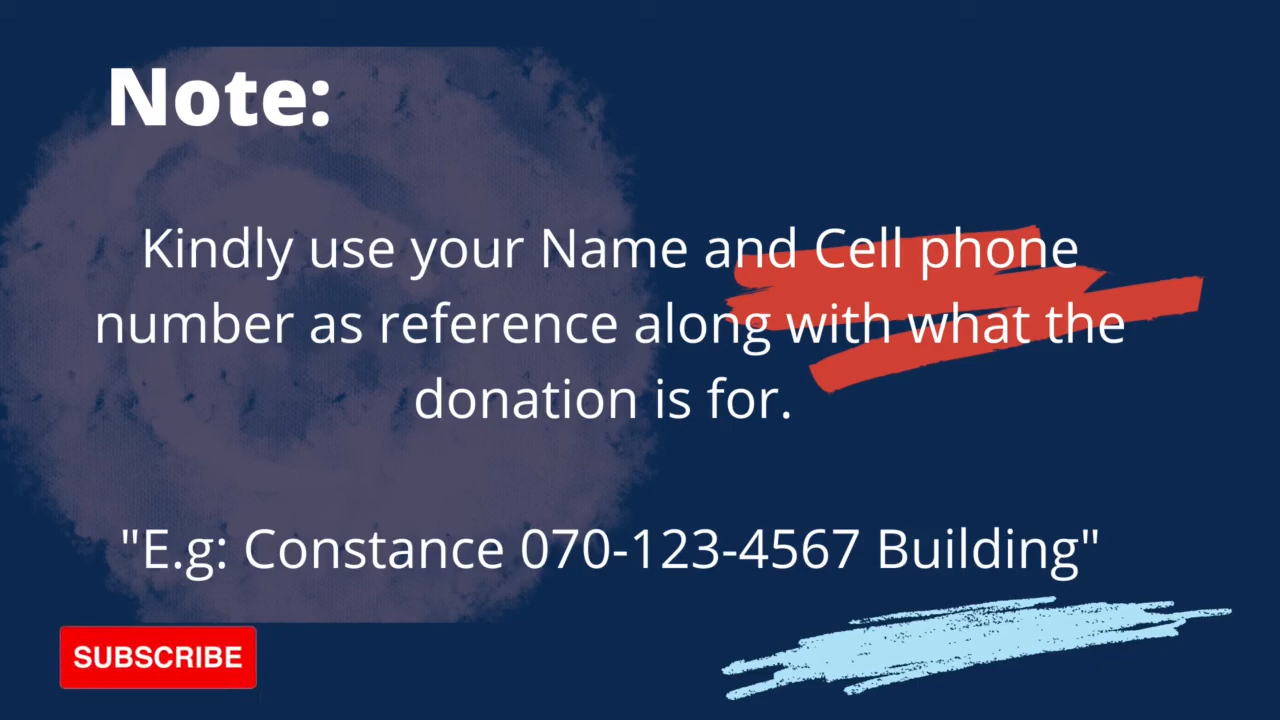 Note:
Kindly use your Name and Cell phone
number as reference along with what the
donation is for.
"E.g: Constance 070-123-4567 Building"
SUBSCRIBE